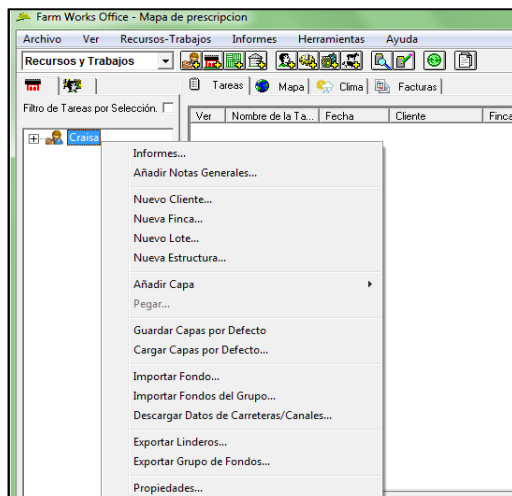 Farm Works Office - Mapa de prescripcion
Archivo Ver Recursos-Trabajos Informes Herramientas Ayuda
Recursos y Trabajos
Tareas Mapa Clima Facturas
Filtro de Tareas por Selección.
Ver Nombre de la Ta... Fecha Cliente Finca
Craisa
Informes...
Añadir Notas Generales...
Nuevo Cliente...
Nueva Finca...
Nuevo Lote...
Nueva Estructura...
Añadir Capa
Pegar...
Guardar Capas por Defecto
Cargar Capas por Defecto...
Importar Fondo...
Importar Fondos del Grupo...
Descargar Datos de Carreteras/Canales...
Exportar Linderos...
Exportar Grupo de Fondos...
Propiedades...